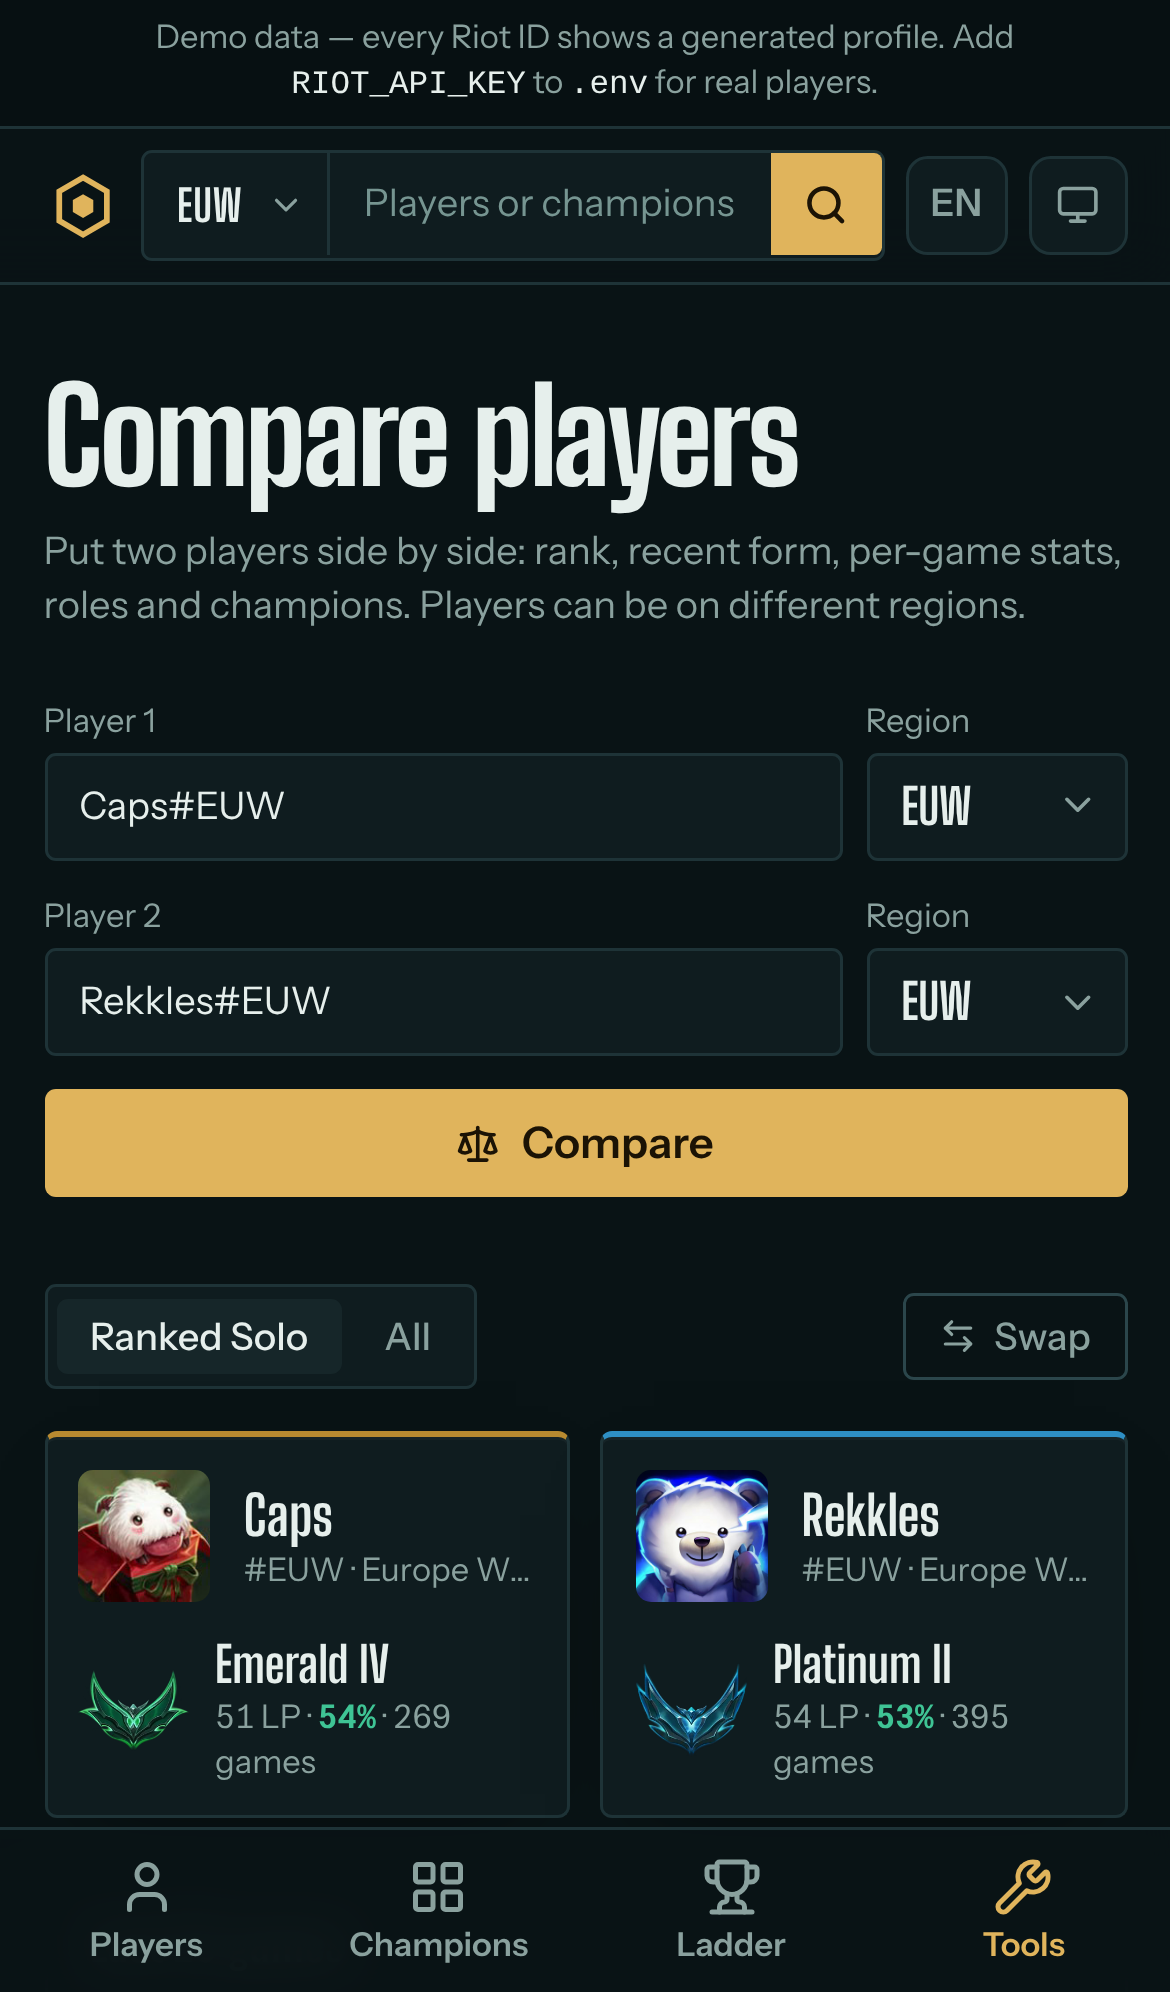 Demo data — every Riot ID shows a generated profile. Add
RIOT_API_KEY to .env for real players.
EUW
Players or champions
EN
Compare players
Put two players side by side: rank, recent form, per-game stats,
roles and champions. Players can be on different regions.
Player 1
Region
Caps#EUW
EUW
Player 2
Region
Rekkles#EUW
EUW
Compare
Ranked Solo
All
Swap
Caps
#EUW · Europe W...
Emerald IV
51 LP · 54% · 269
games
Rekkles
#EUW · Europe W...
Platinum II
54 LP · 53% · 395
games
Players
Champions
Ladder
Tools